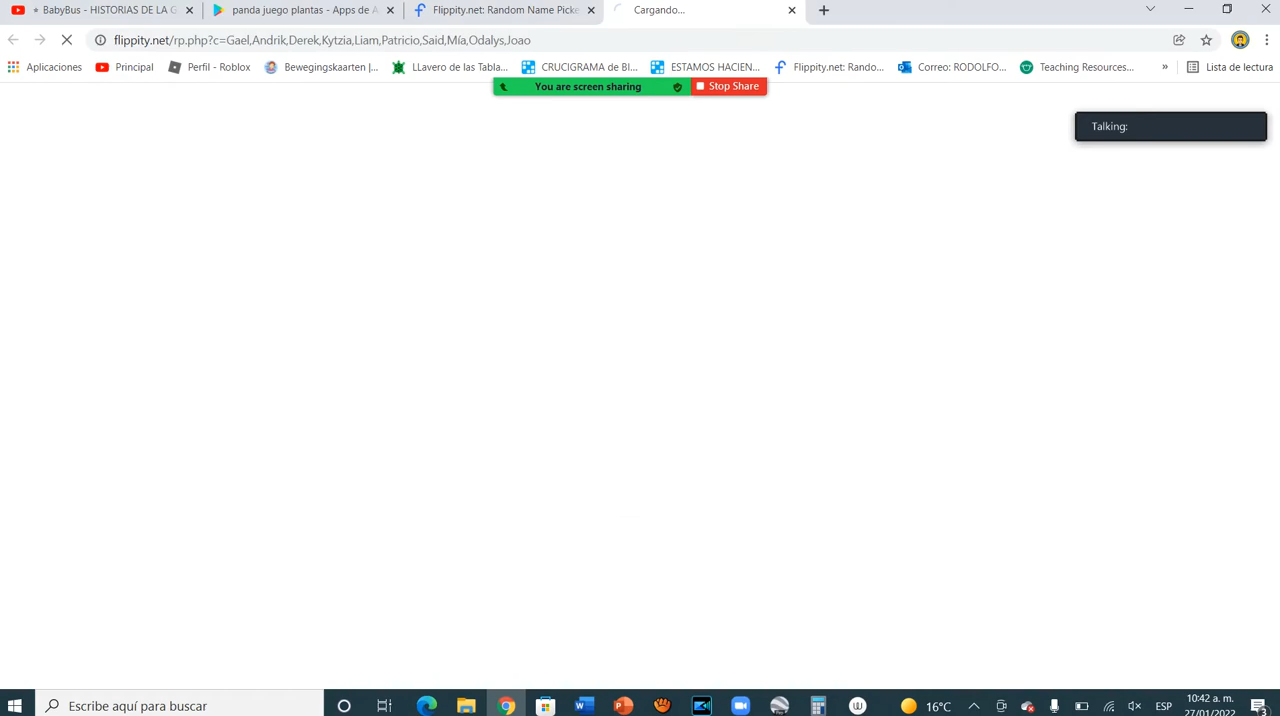 ★ BabyBus - HISTORIAS DE LA G
panda juego plantas - Apps de A
Flippity.net: Random Name Picke
Cargando...
flippity.net/rp.php?c=Gael,Andrik,Derek,Kytzia,Liam,Patricio,Said,Mía,Odalys,Joao
Aplicaciones
Principal
Perfil - Roblox
Bewegingskaarten |...
LLavero de las Tabla...
CRUCIGRAMA de BI...
ESTAMOS HACIEN...
Flippity.net: Rando...
Correo: RODOLFO...
Teaching Resources...
»
Lista de lectura
You are screen sharing
Stop Share
Talking:
Escribe aquí para buscar
16°C
ESP
10:42 a. m.
27/01/2022
3